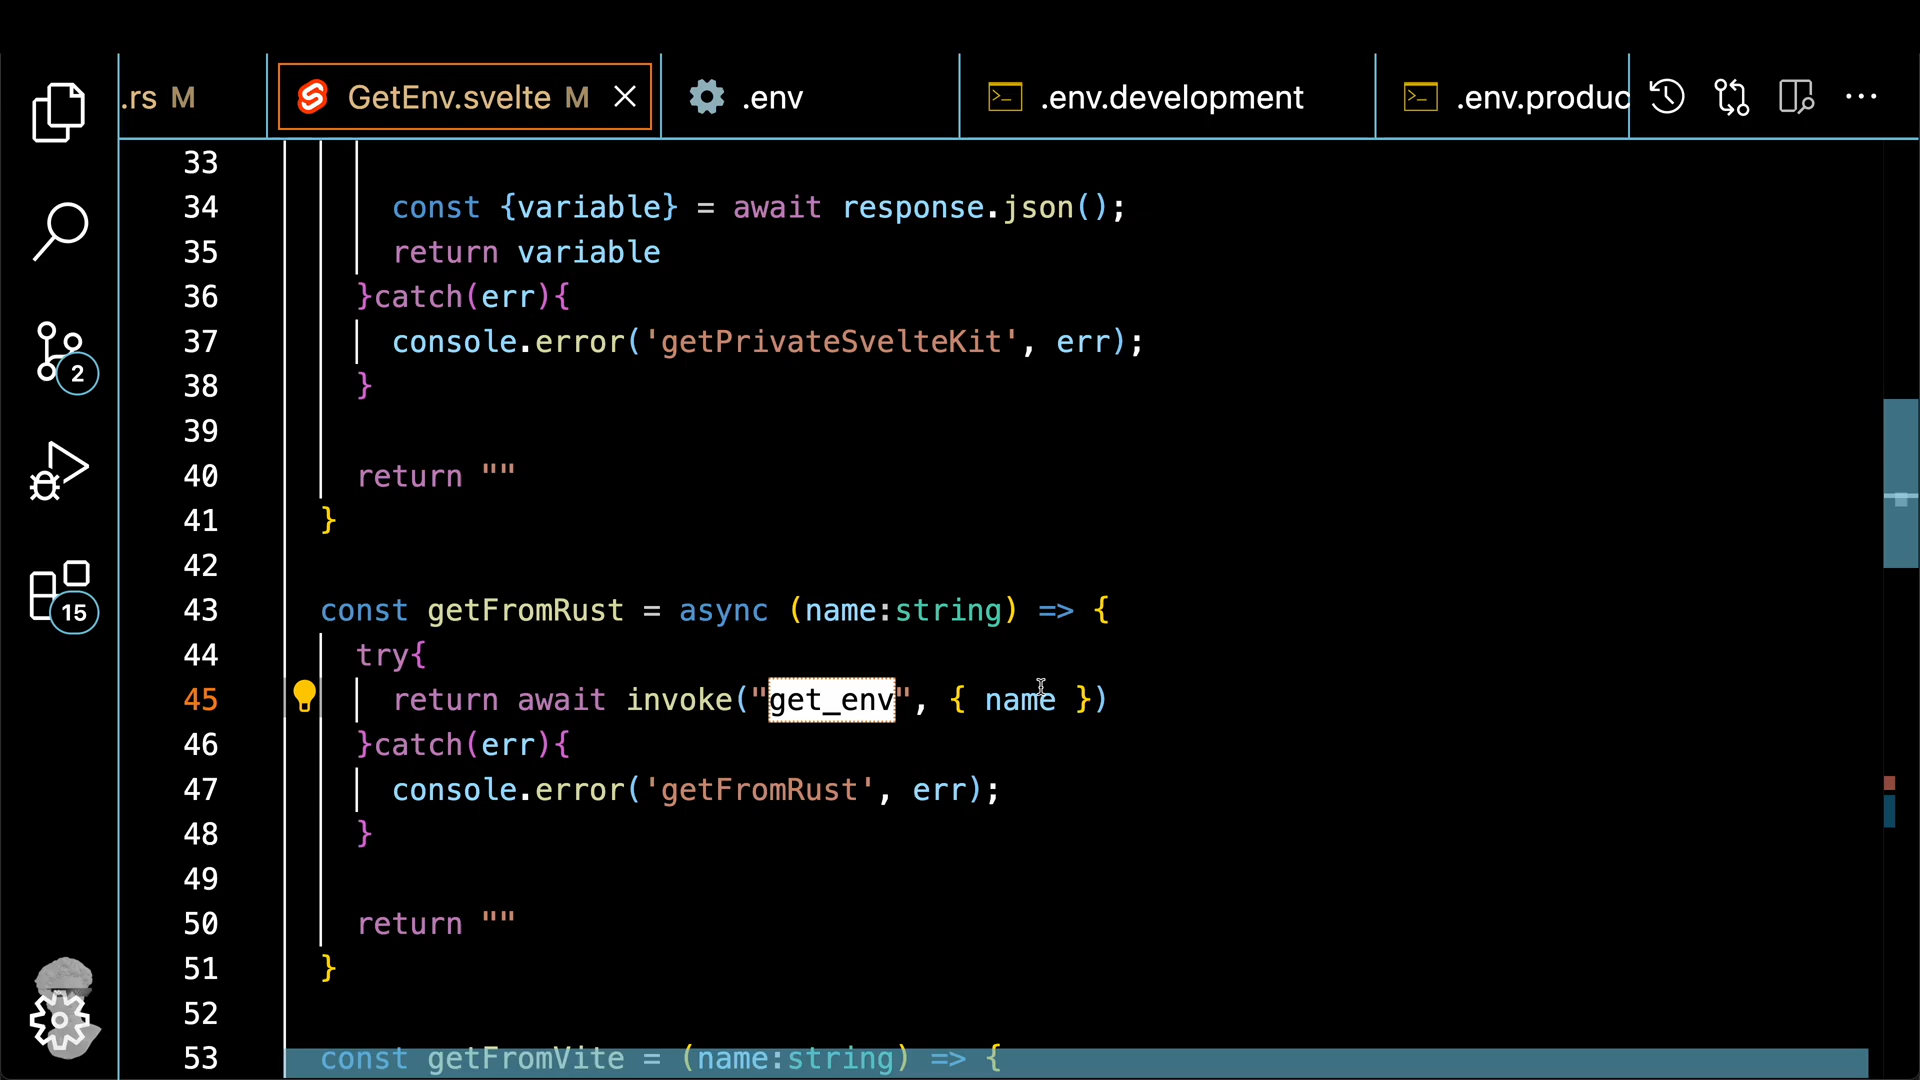 .rs M
GetEnv.svelte M
.env
.env.development
.env.produc
33
34 const {variable} = await response.json();
35 return variable
36 }catch(err){
37 console.error('getPrivateSvelteKit', err);
38 }
39
40 return ""
41 }
42
43 const getFromRust = async (name:string) => {
44 try{
45 return await invoke("get_env", { name })
46 }catch(err){
47 console.error('getFromRust', err);
48 }
49
50 return ""
51 }
52
53 const getFromVite = (name:string) => {
2
15